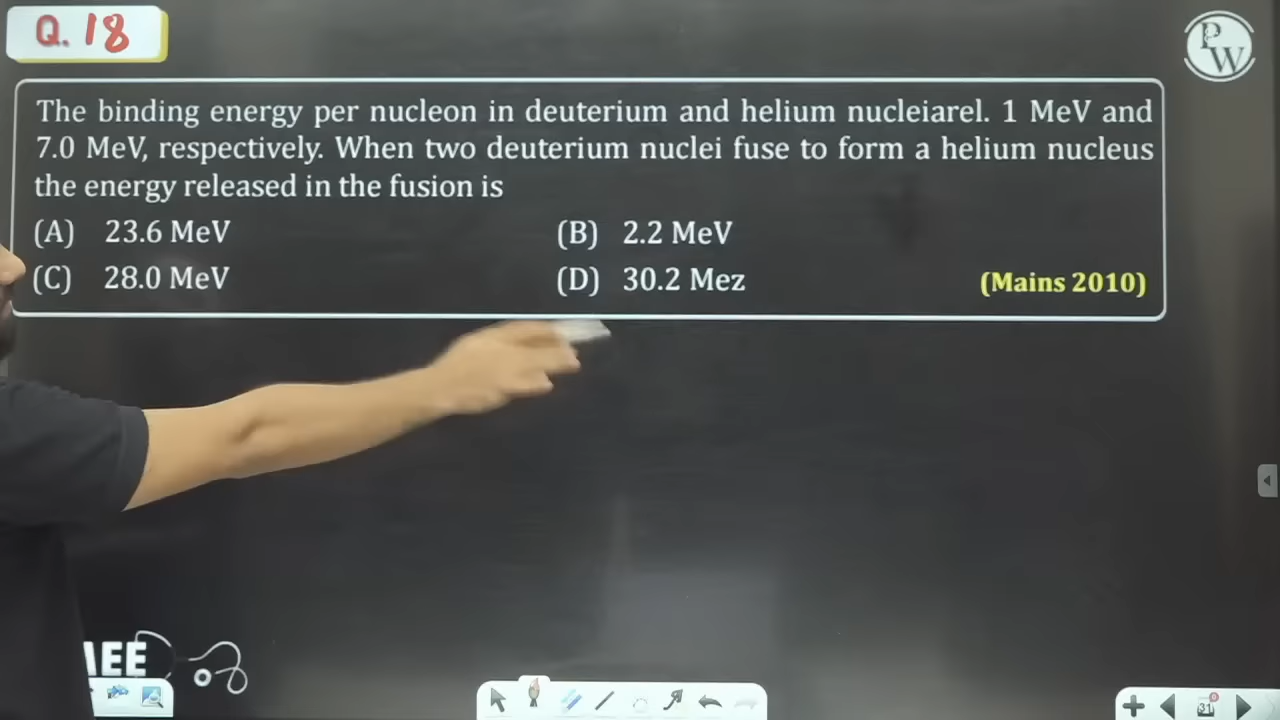 Q. 18
P
W
The binding energy per nucleon in deuterium and helium nucleiarel. 1 MeV and
7.0 MeV, respectively. When two deuterium nuclei fuse to form a helium nucleus
the energy released in the fusion is
(A) 23.6 MeV (B) 2.2 MeV
(C) 28.0 MeV (D) 30.2 Mez (Mains 2010)
31